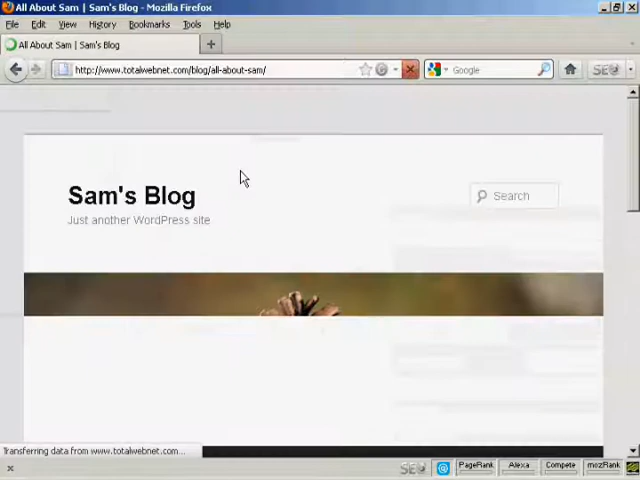 All About Sam | Sam's Blog - Mozilla Firefox
File Edit View History Bookmarks Tools Help
All About Sam | Sam's Blog
http://www.totalwebnet.com/blog/all-about-sam/
Google
Sam's Blog
Search
Just another WordPress site
Transferring data from www.totalwebnet.com...
PageRank Alexa Compete mozRank